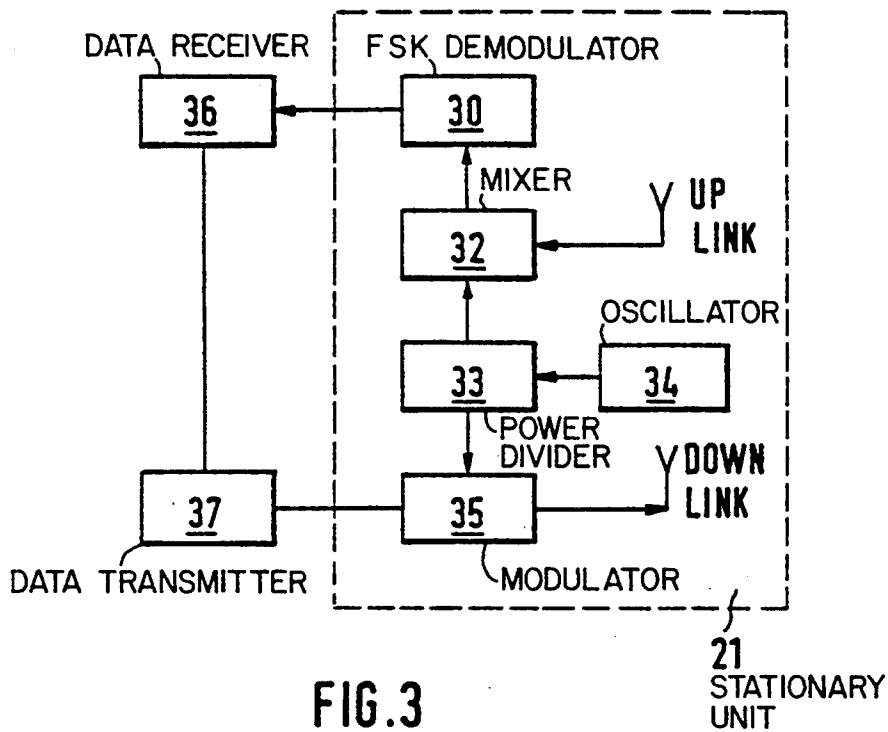 DATA RECEIVER
FSK DEMODULATOR
36
30
MIXER
32
UP
LINK
OSCILLATOR
33
34
POWER
DIVIDER
DOWN
LINK
37
35
DATA TRANSMITTER
MODULATOR
21
STATIONARY
UNIT
FIG.3